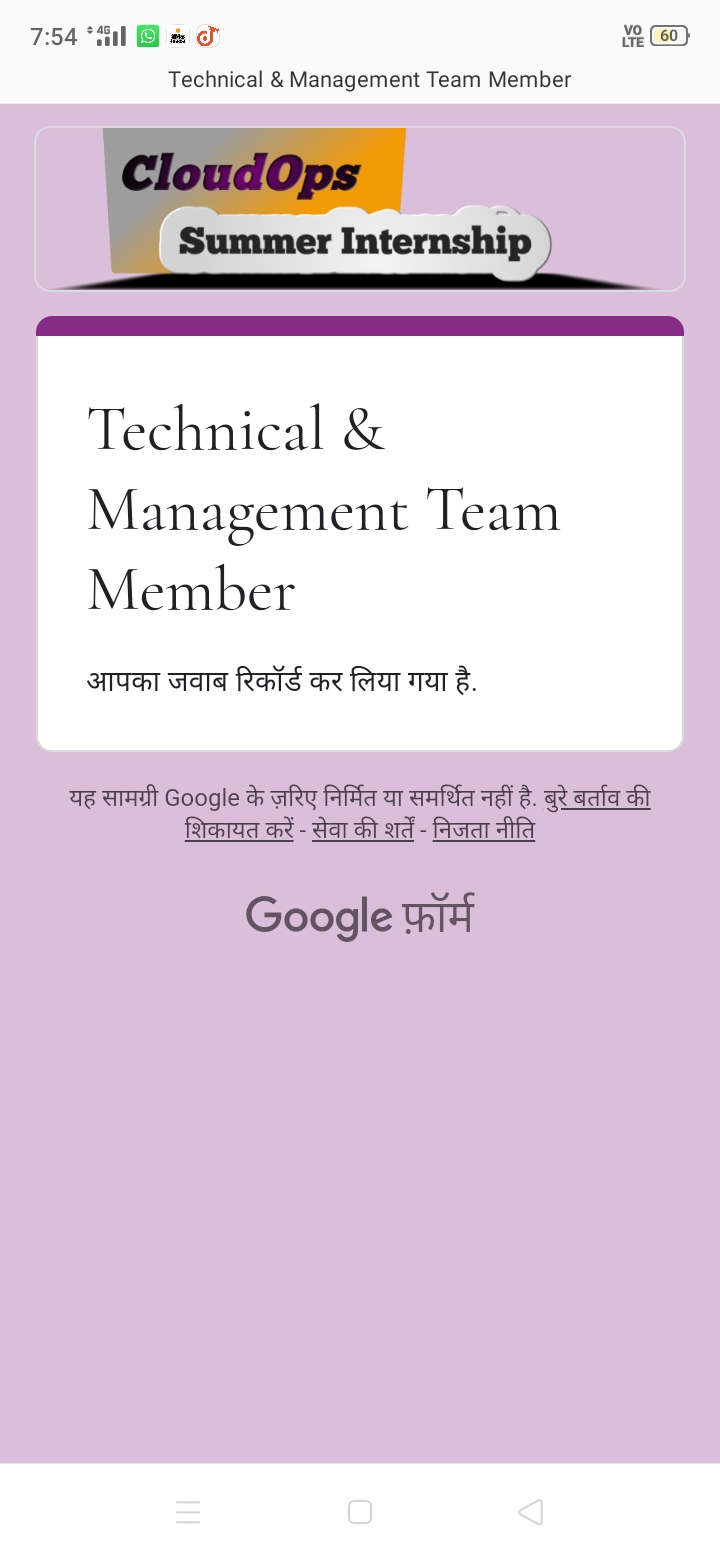 7:54 4G VO LTE 60
Technical & Management Team Member
CloudOps
Summer Internship
Technical &
Management Team
Member
आपका जवाब रिकॉर्ड कर लिया गया है.
यह सामग्री Google के ज़रिए निर्मित या समर्थित नहीं है. बुरे बर्ताव की
शिकायत करें - सेवा की शर्तें - निजता नीति
Google फ़ॉर्म